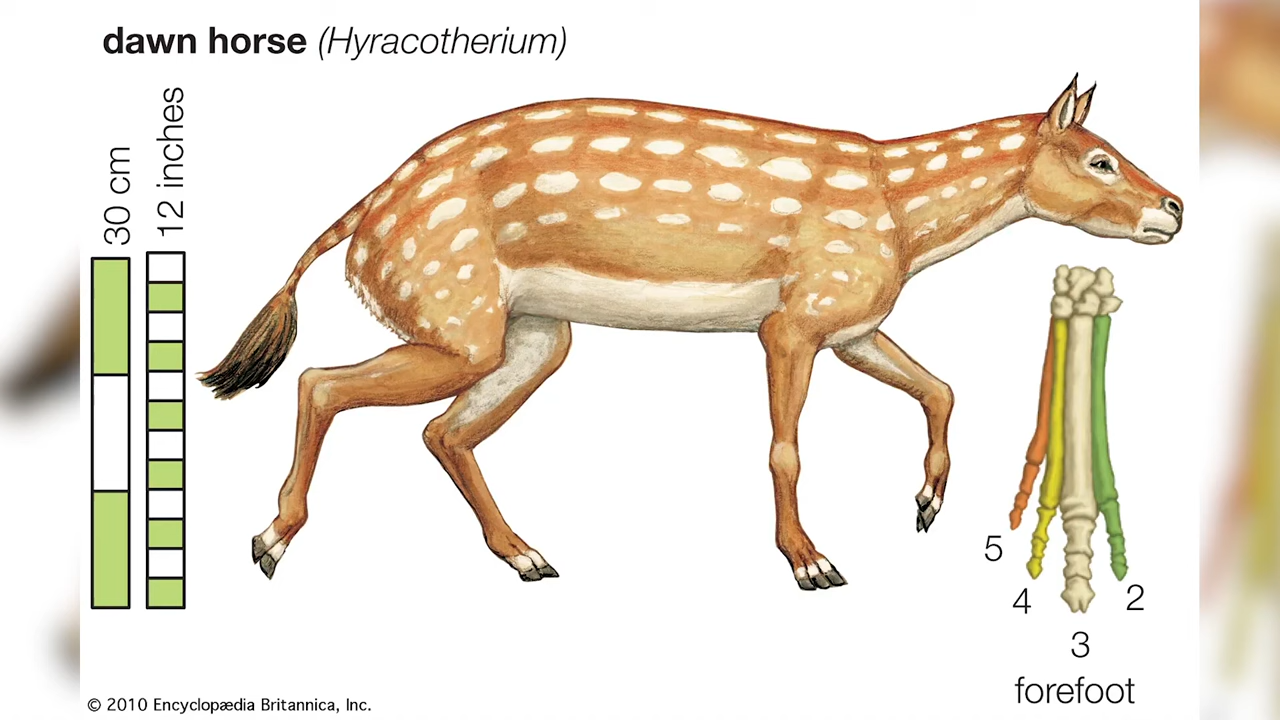 dawn horse (Hyracotherium)
30 cm
12 inches
5
4
3
2
forefoot
© 2010 Encyclopædia Britannica, Inc.